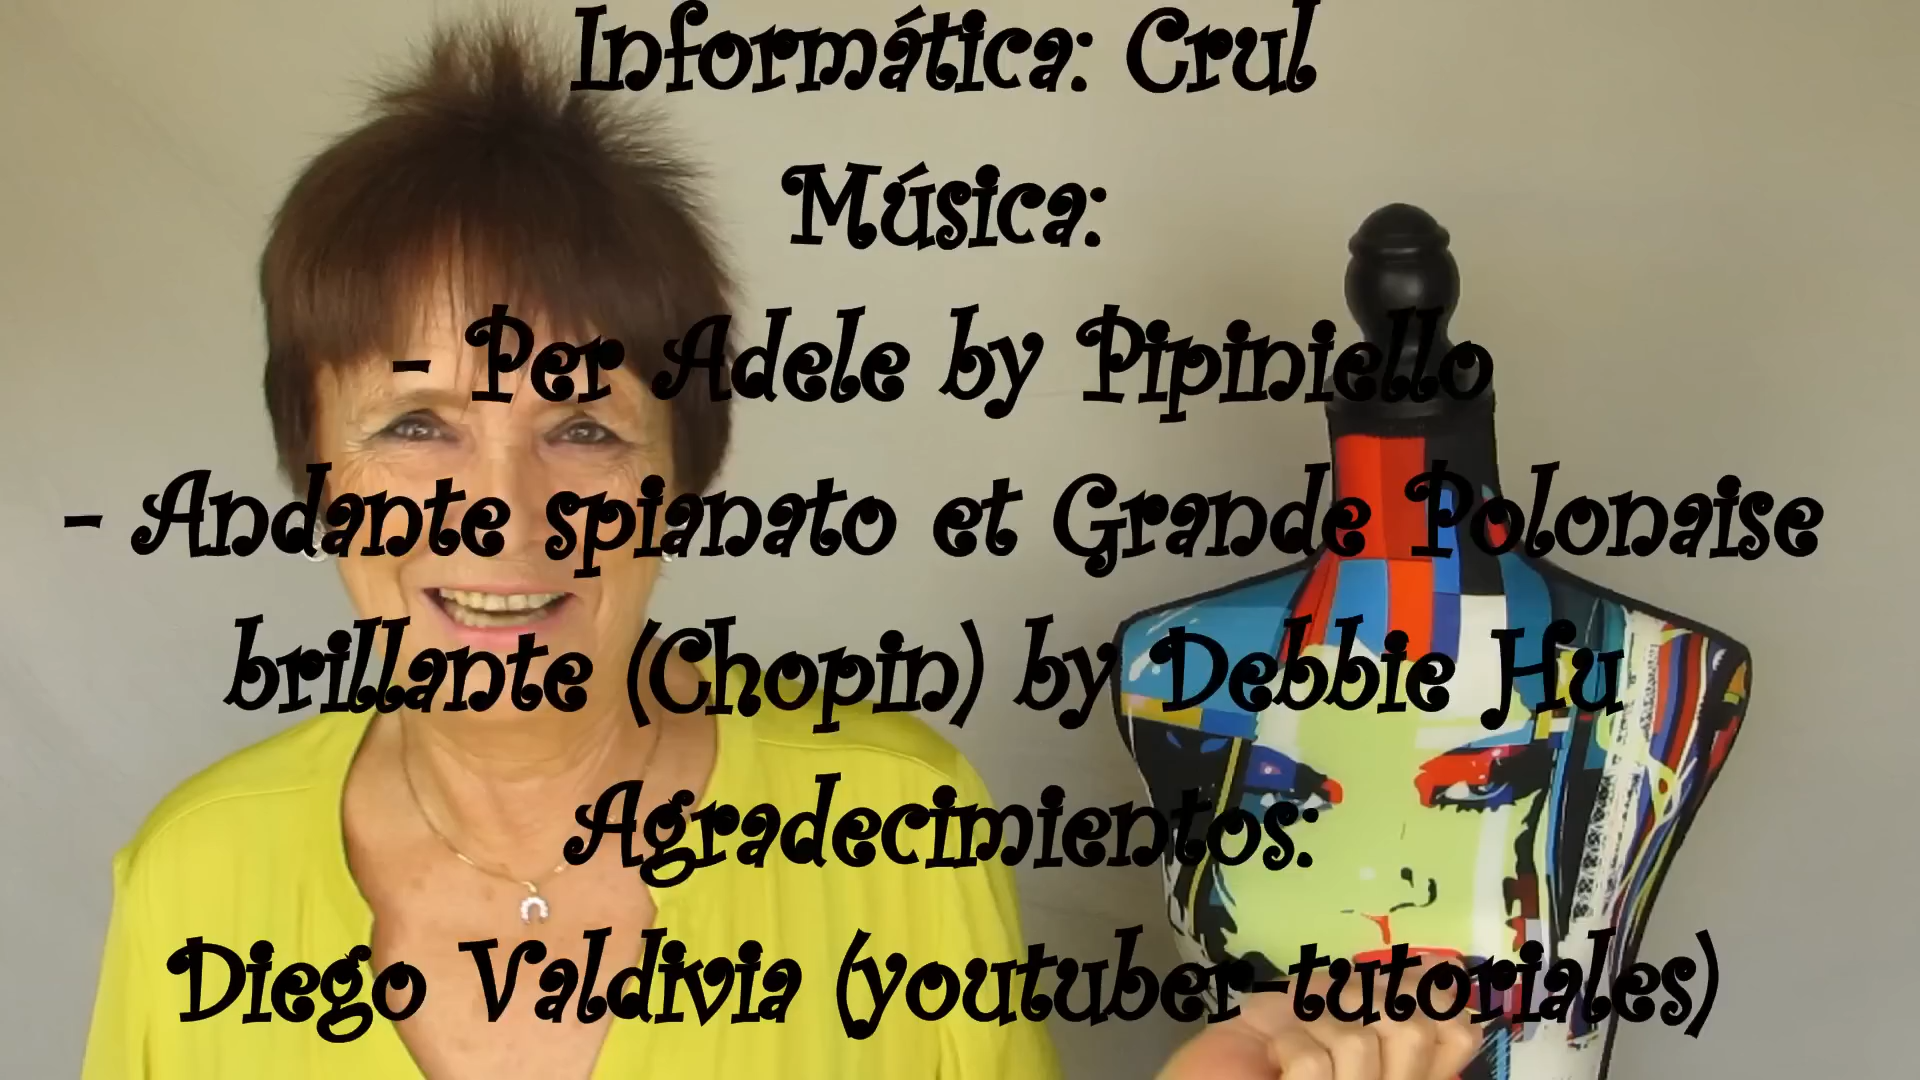 Informática: Crul
Música:
- Per Adele by Pipiniello
- Andante spianato et Grande Polonaise
brillante (Chopin) by Debbie Hu
Agradecimientos:
Diego Valdivia (youtuber-tutoriales)